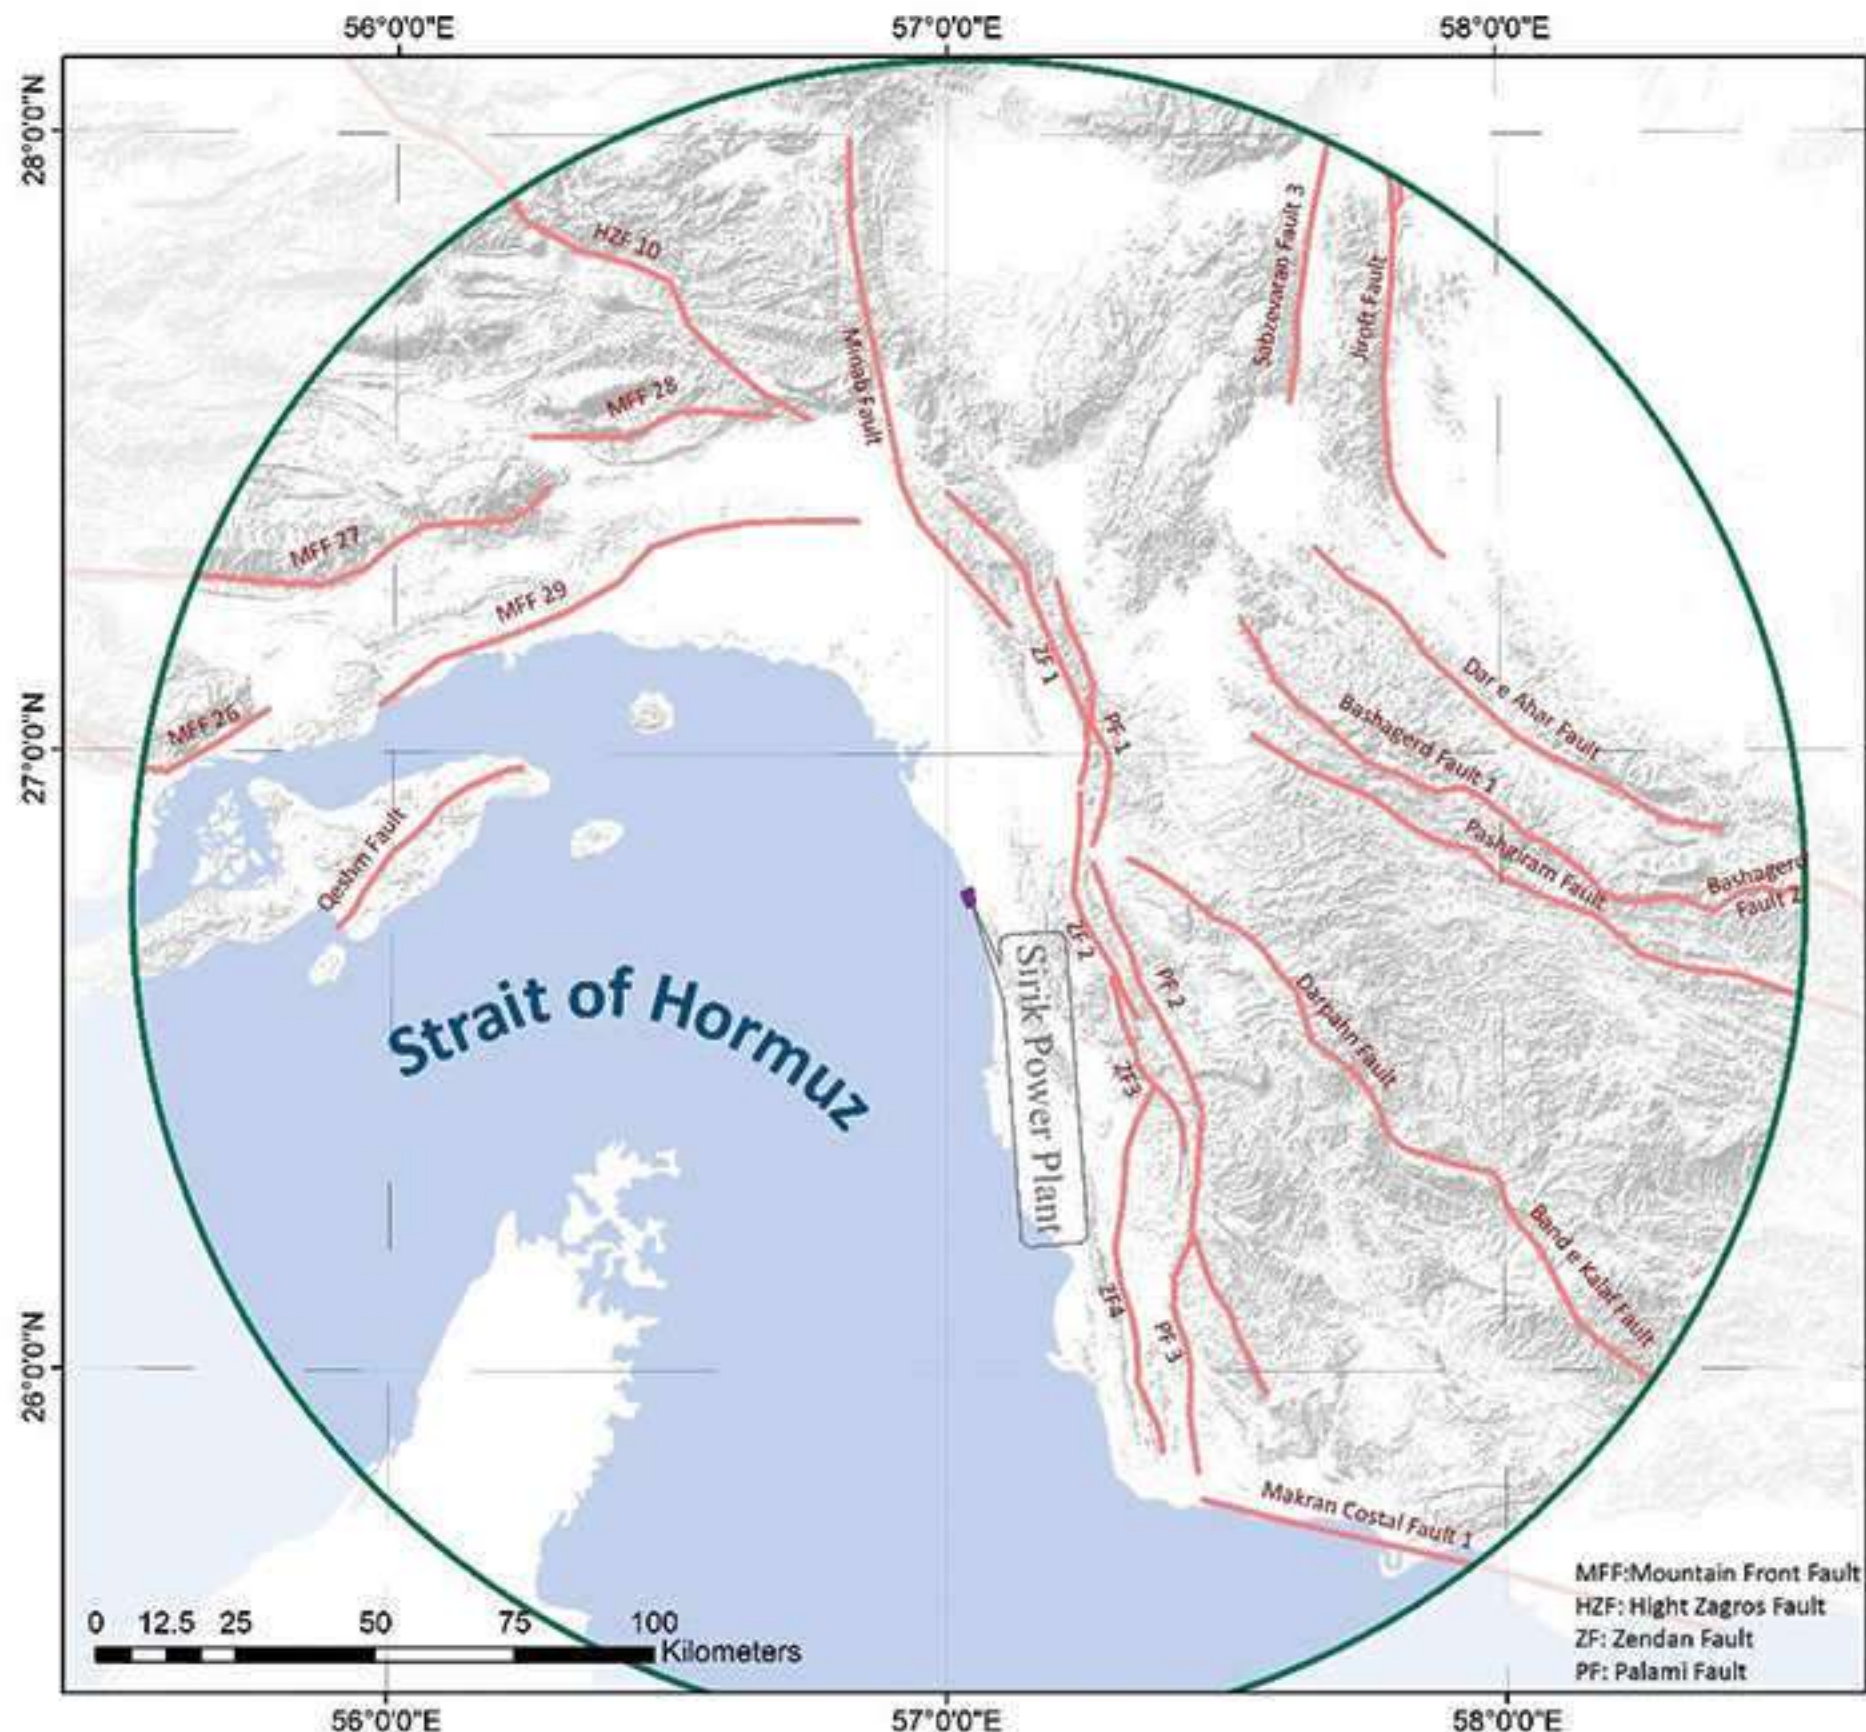 56°0'0"E
57°0'0"E
58°0'0"E
28°0'0"N
27°0'0"N
26°0'0"N
HZF 10
Minab Fault
Sabzevaran Fault 3
Jiroft Fault
MFF 28
MFF 27
MFF 29
MFF 26
ZF 1
PF 1
Dar e Ahar Fault
Bashagerd Fault 1
Pashgiram Fault
Bashagerd
Fault 2
Qeshm Fault
ZF 2
PF 2
Darpahn Fault
Strait of Hormuz
Sirik Power Plant
ZF3
Band e Kalaf Fault
ZF4
PF 3
Makran Costal Fault 1
MFF:Mountain Front Fault
HZF: Hight Zagros Fault
ZF: Zendan Fault
PF: Palami Fault
0 12.5 25 50 75 100
Kilometers
56°0'0"E
57°0'0"E
58°0'0"E